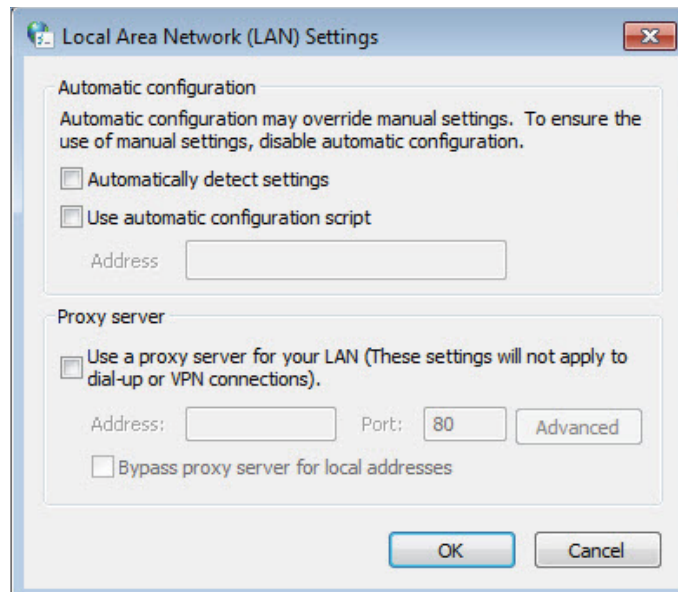 Local Area Network (LAN) Settings
Automatic configuration
Automatic configuration may override manual settings. To ensure the
use of manual settings, disable automatic configuration.
Automatically detect settings
Use automatic configuration script
Address
Proxy server
Use a proxy server for your LAN (These settings will not apply to
dial-up or VPN connections).
Address: Port: 80 Advanced
Bypass proxy server for local addresses
OK Cancel